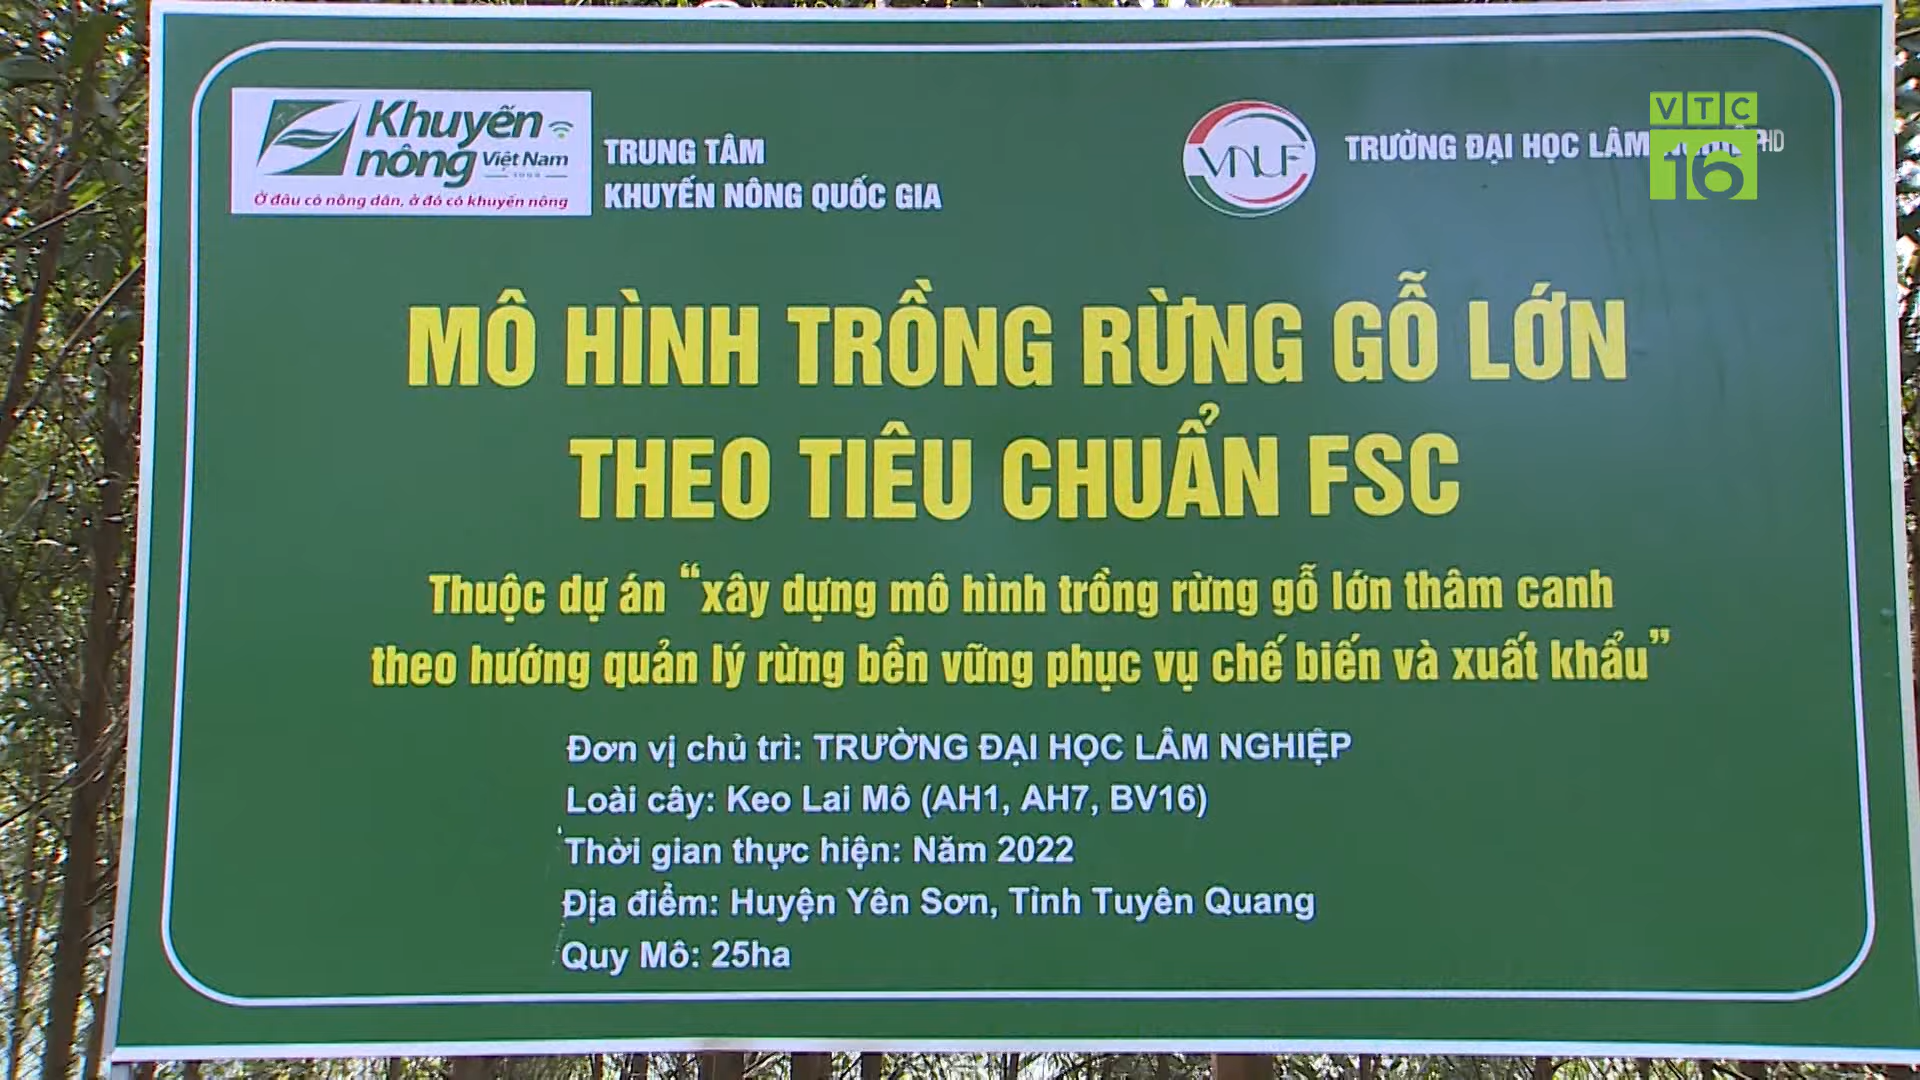 Khuyến
nông Việt Nam
Ở đâu có nông dân, ở đó có khuyến nông
TRUNG TÂM
KHUYẾN NÔNG QUỐC GIA
VNUF
TRƯỜNG ĐẠI HỌC LÂM
VTC
16
HD
MÔ HÌNH TRỒNG RỪNG GỖ LỚN
THEO TIÊU CHUẨN FSC
Thuộc dự án “xây dựng mô hình trồng rừng gỗ lớn thâm canh
theo hướng quản lý rừng bền vững phục vụ chế biến và xuất khẩu”
Đơn vị chủ trì: TRƯỜNG ĐẠI HỌC LÂM NGHIỆP
Loài cây: Keo Lai Mô (AH1, AH7, BV16)
Thời gian thực hiện: Năm 2022
Địa điểm: Huyện Yên Sơn, Tỉnh Tuyên Quang
Quy Mô: 25ha